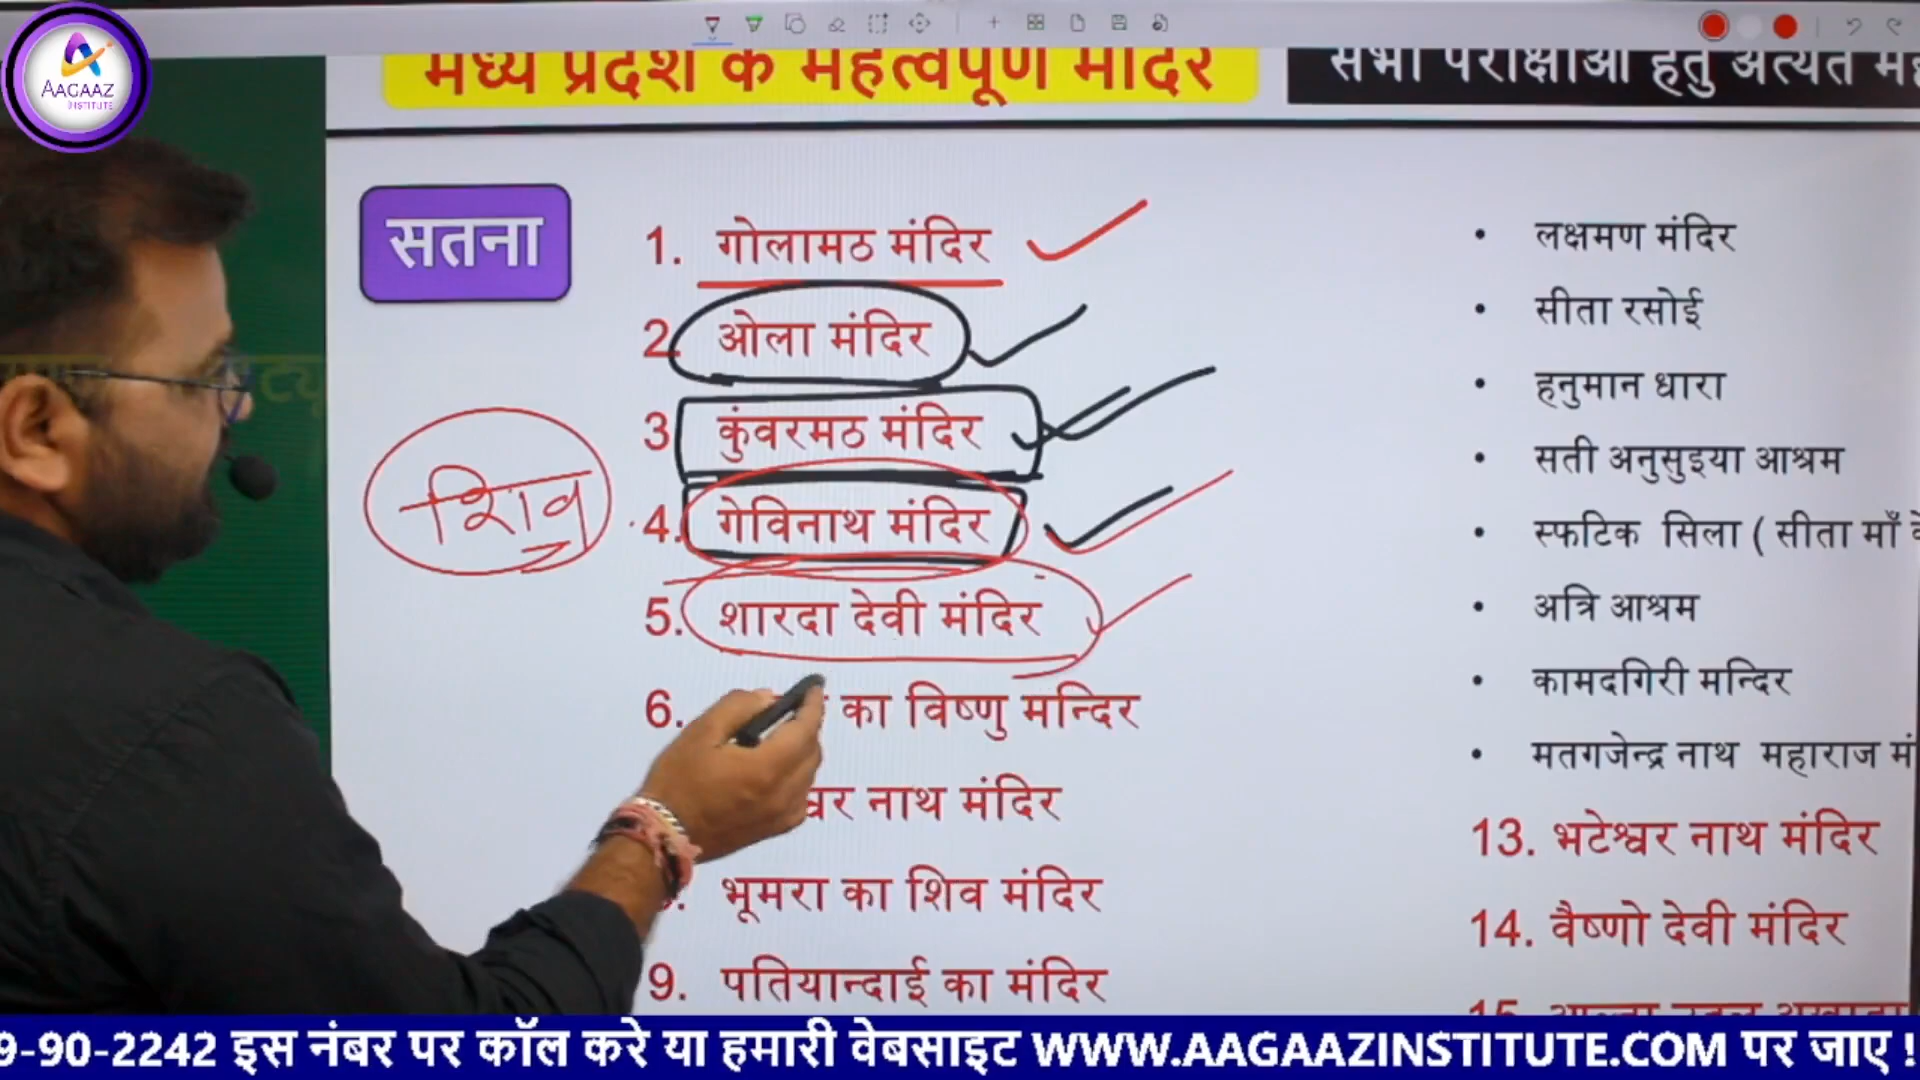 AAGAAZ
INSTITUTE
मध्य प्रदेश के महत्वपूर्ण मंदिर
सभी परीक्षाओं हेतु अत्यंत
सतना
1. गोलामठ मंदिर
2. ओला मंदिर
3 कुंवरमठ मंदिर
4. गेविनाथ मंदिर
5. शारदा देवी मंदिर
6. का विष्णु मन्दिर
नाथ मंदिर
भूमरा का शिव मंदिर
9. पतियान्दाई का मंदिर
शिव
• लक्षमण मंदिर
• सीता रसोई
• हनुमान धारा
• सती अनुसुइया आश्रम
• स्फटिक सिला ( सीता माँ
• अत्रि आश्रम
• कामदगिरी मन्दिर
• मतगजेन्द्र नाथ महाराज
13. भटेश्वर नाथ मंदिर
14. वैष्णो देवी मंदिर
9-90-2242 इस नंबर पर कॉल करे या हमारी वेबसाइट WWW.AAGAAZINSTITUTE.COM पर जाए !